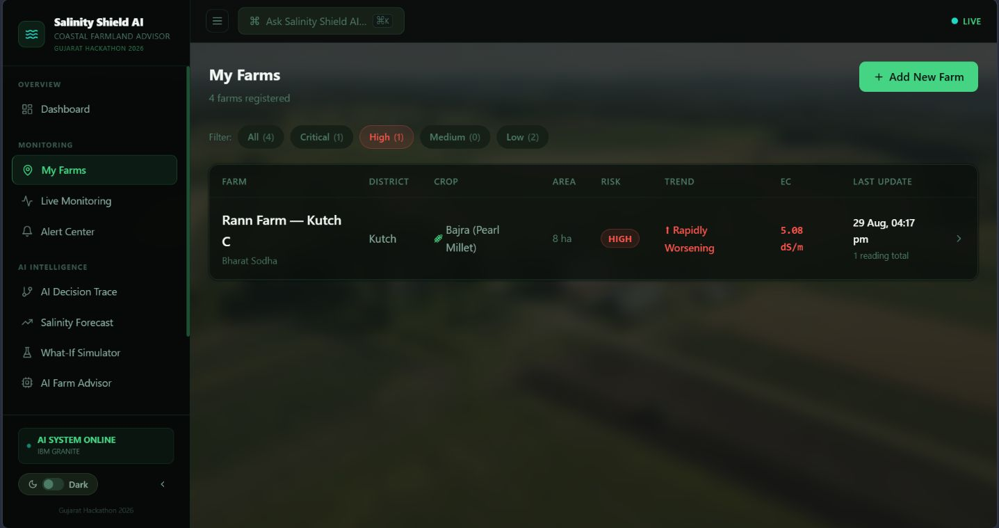 Salinity Shield AI
COASTAL FARMLAND ADVISOR
GUJARAT HACKATHON 2026
⌘ Ask Salinity Shield AI... ⌘K
LIVE
OVERVIEW
Dashboard
MONITORING
My Farms
Live Monitoring
Alert Center
AI INTELLIGENCE
AI Decision Trace
Salinity Forecast
What-If Simulator
AI Farm Advisor
AI SYSTEM ONLINE
IBM GRANITE
Dark
Gujarat Hackathon 2026
My Farms
4 farms registered
+ Add New Farm
Filter: All (4) Critical (1) High (1) Medium (0) Low (2)
FARM DISTRICT CROP AREA RISK TREND EC LAST UPDATE
Rann Farm — Kutch
C
Bharat Sodha
Kutch
Bajra (Pearl
Millet)
8 ha
HIGH
↑ Rapidly
Worsening
5.08
dS/m
29 Aug, 04:17
pm
1 reading total